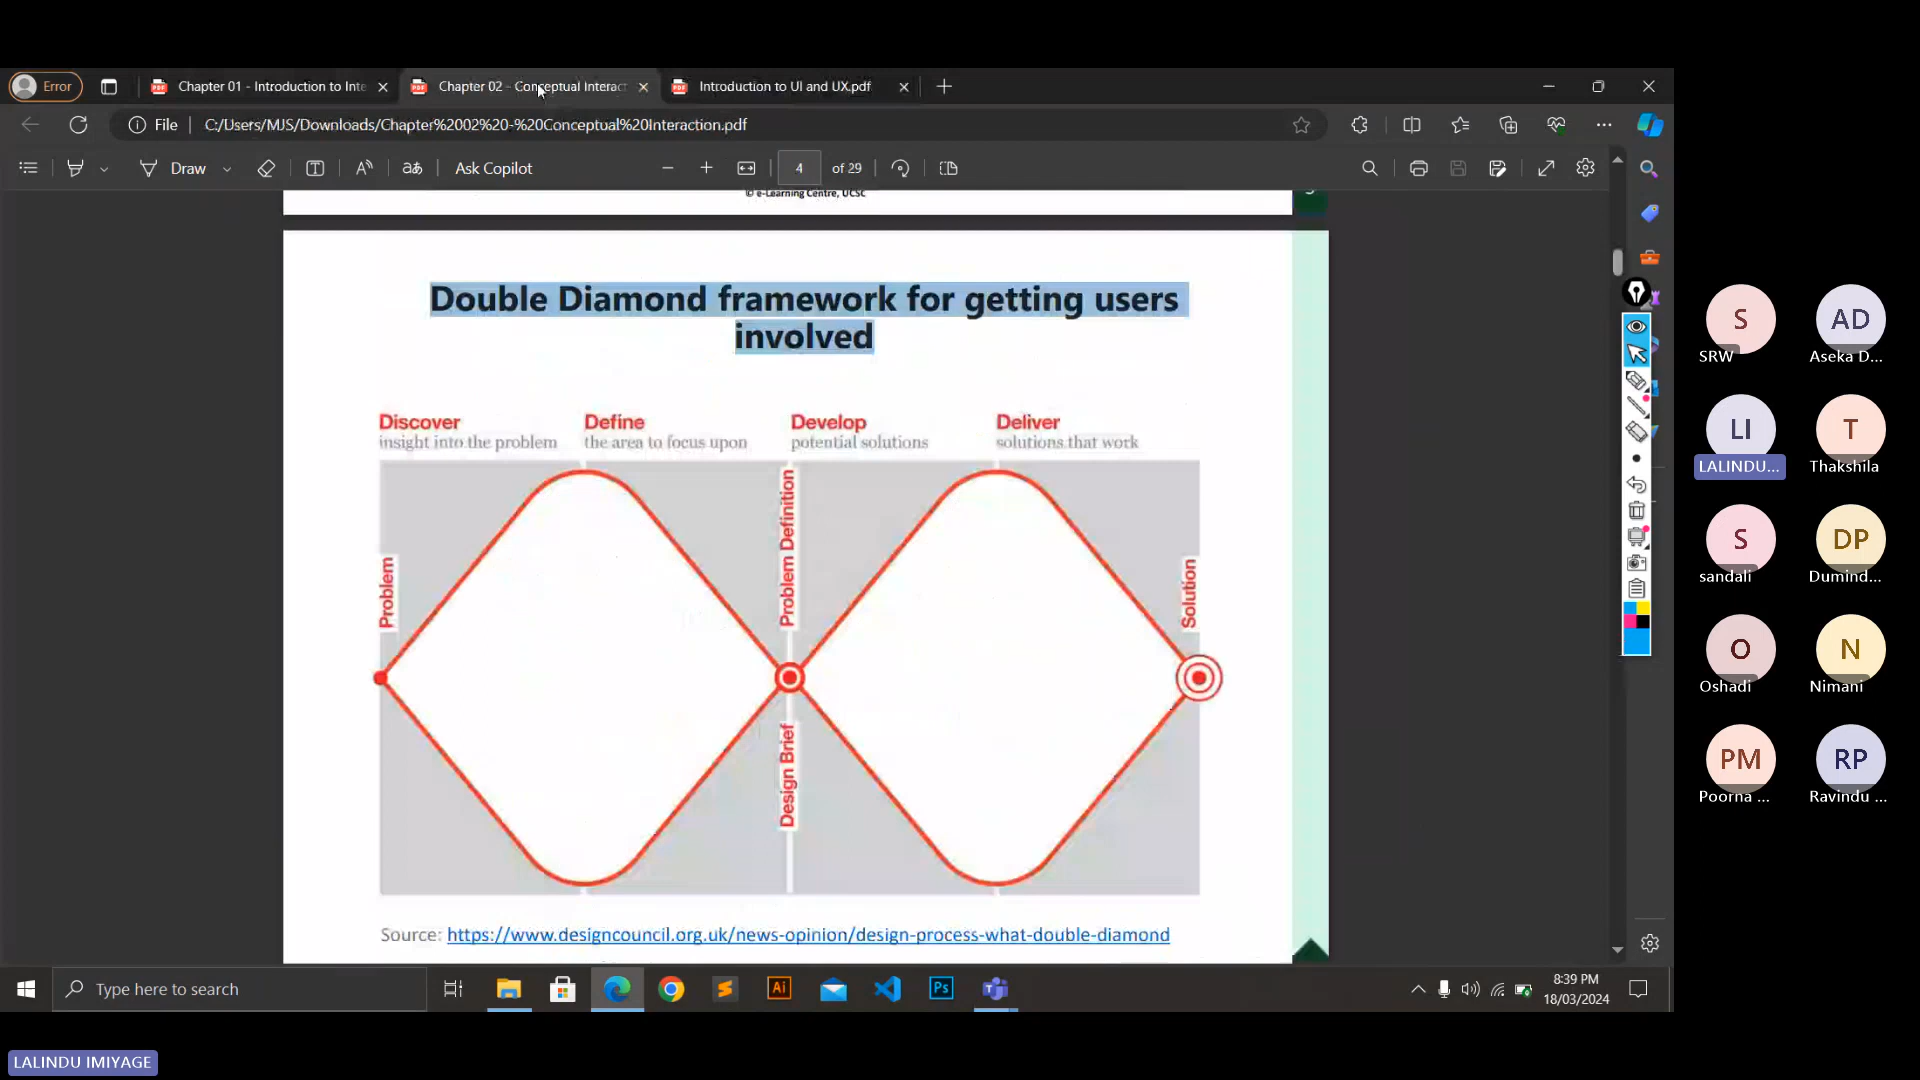 Error
Chapter 01 - Introduction to Inte
Chapter 02 - Conceptual Interact
Introduction to UI and UX.pdf
File
C:/Users/MJS/Downloads/Chapter%2002%20-%20Conceptual%20Interaction.pdf
Draw
Ask Copilot
4
of 29
© e-Learning Centre, UCSC
Double Diamond framework for getting users
involved
Discover
insight into the problem
Define
the area to focus upon
Develop
potential solutions
Deliver
solutions that work
Problem
Problem Definition
Design Brief
Solution
Source: https://www.designcouncil.org.uk/news-opinion/design-process-what-double-diamond
S
SRW
AD
Aseka D...
LI
LALINDU...
T
Thakshila
S
sandali
DP
Dumind...
O
Oshadi
N
Nimani
PM
Poorna ...
RP
Ravindu ...
Type here to search
Ai
Ps
8:39 PM
18/03/2024
LALINDU IMIYAGE